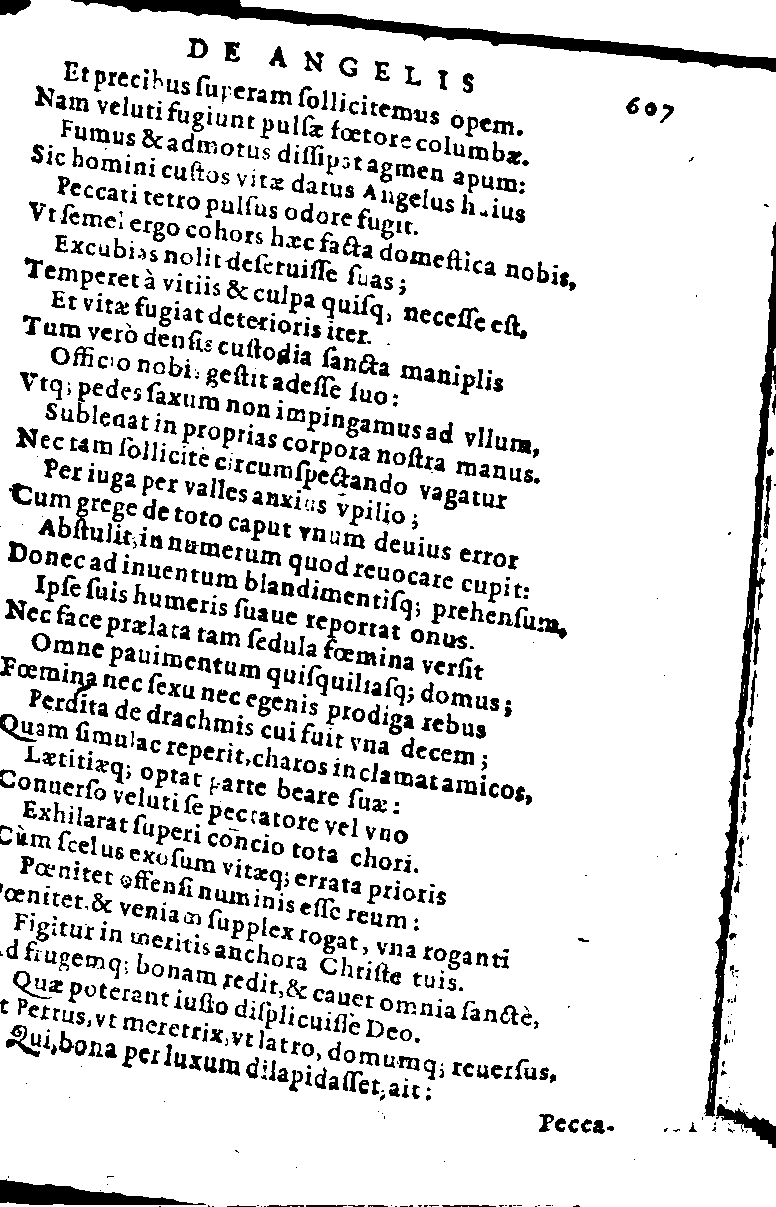 DE ANGELIS
607
Et precibus ſuperam ſollicitemus opem.
Nam veluti fugiunt pulſæ fœtore columbæ.
Fumus & admotus diſſipat agmen apum:
Sic homini cuſtos vitæ datus Angelus huius
Peccati tetro pulſus odore fugit.
Vt ſemel ergo cohors hæc facta domeſtica nobis,
Excubias nolit deſeruiſſe ſuas;
Temperet à vitiis & culpa quiſq; neceſſe eſt,
Et vitæ fugiat deterioris iter.
Tum verò denſis cuſtodia ſancta maniplis
Officio nobis geſtit adeſſe ſuo:
Vtq; pedes ſaxum non impingamus ad vllum,
Subleuat in proprias corpora noſtra manus.
Nec tam ſollicitè circumſpectando vagatur
Per iuga per valles anxius vpilio;
Cum grege de toto caput vnum deuius error
Abſtulit, in numerum quod reuocare cupit:
Donec ad inuentum blandimentiſq; prehenſum,
Ipſe ſuis humeris ſuaue reportat onus.
Nec face prælata tam ſedula fœmina verſit
Omne pauimentum quiſquiliaſq; domus;
Fœmina nec ſexu nec egenis prodiga rebus
Perdita de drachmis cui fuit vna decem;
Quam ſimulac reperit, charos inclamat amicos,
Lætitiæq; optat parte beare ſuæ:
Conuerſo veluti ſe peccatore vel vno
Exhilarat ſuperi concio tota chori.
Cùm ſcelus exoſum vitæq; errata prioris
Pœnitet offenſi numinis eſſe reum:
Pœnitet, & veniam ſupplex rogat, vna roganti
Figitur in meritis anchora Chriſte tuis.
Ad frugemq; bonam redit, & cauet omnia ſanctè,
Quæ poterant iuſto diſplicuiſſe Deo.
t Petrus, vt meretrix, vt latro, domumq; reuerſus,
Qui, bona per luxum dilapidaſſet, ait:
Pecca-